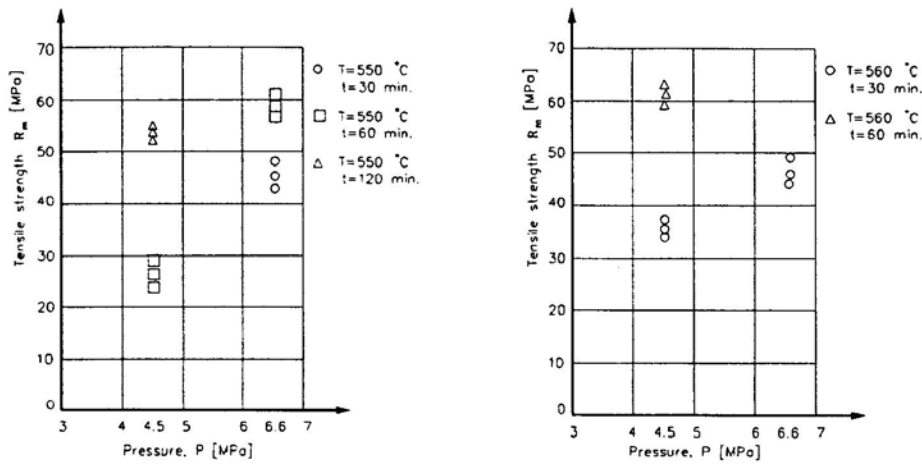 70
60
50
40
30
20
10
0
Tensile strength Rm [MPa]
3 4 4.5 5 6 6.6 7
Pressure, P [MPa]
T=550 °C
t=30 min.
T=550 °C
t=60 min.
T=550 °C
t=120 min.
70
60
50
40
30
20
10
0
Tensile strength Rm [MPa]
3 4 4.5 5 6 6.6 7
Pressure, P [MPa]
T=560 °C
t=30 min.
T=560 °C
t=60 min.